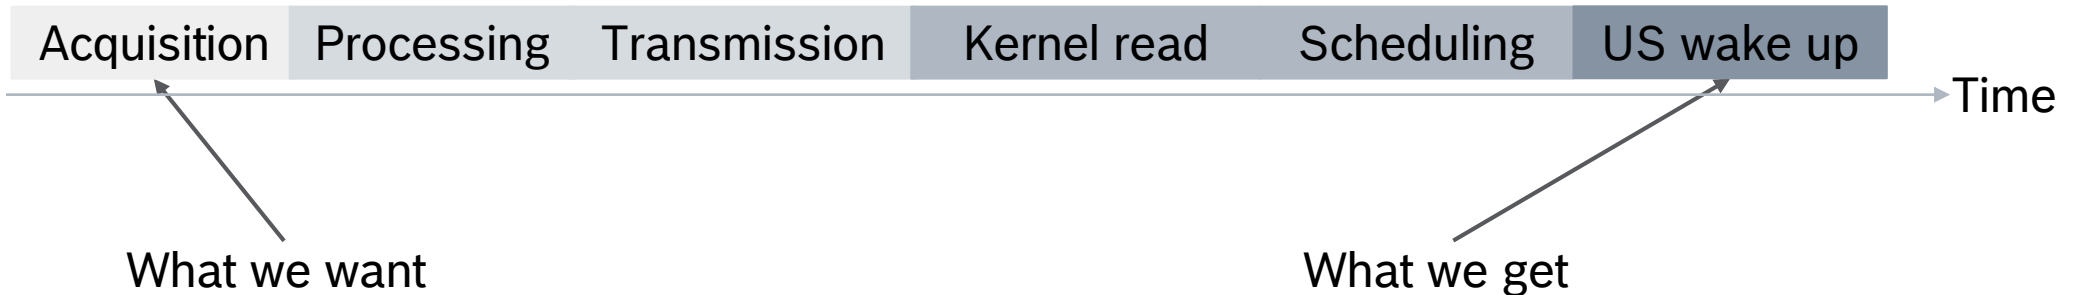 Acquisition Processing Transmission Kernel read Scheduling US wake up
Time
What we want What we get